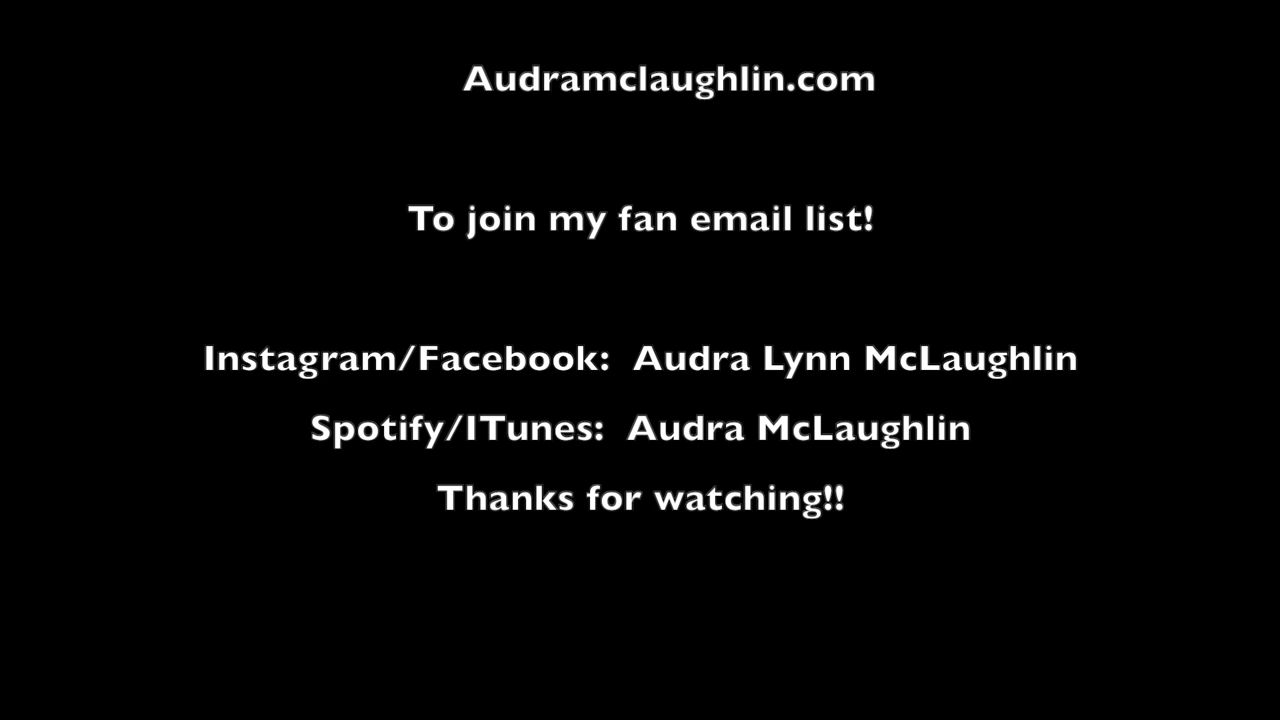 Audramclaughlin.com
To join my fan email list!
Instagram/Facebook:  Audra Lynn McLaughlin
Spotify/ITunes:  Audra McLaughlin
Thanks for watching!!